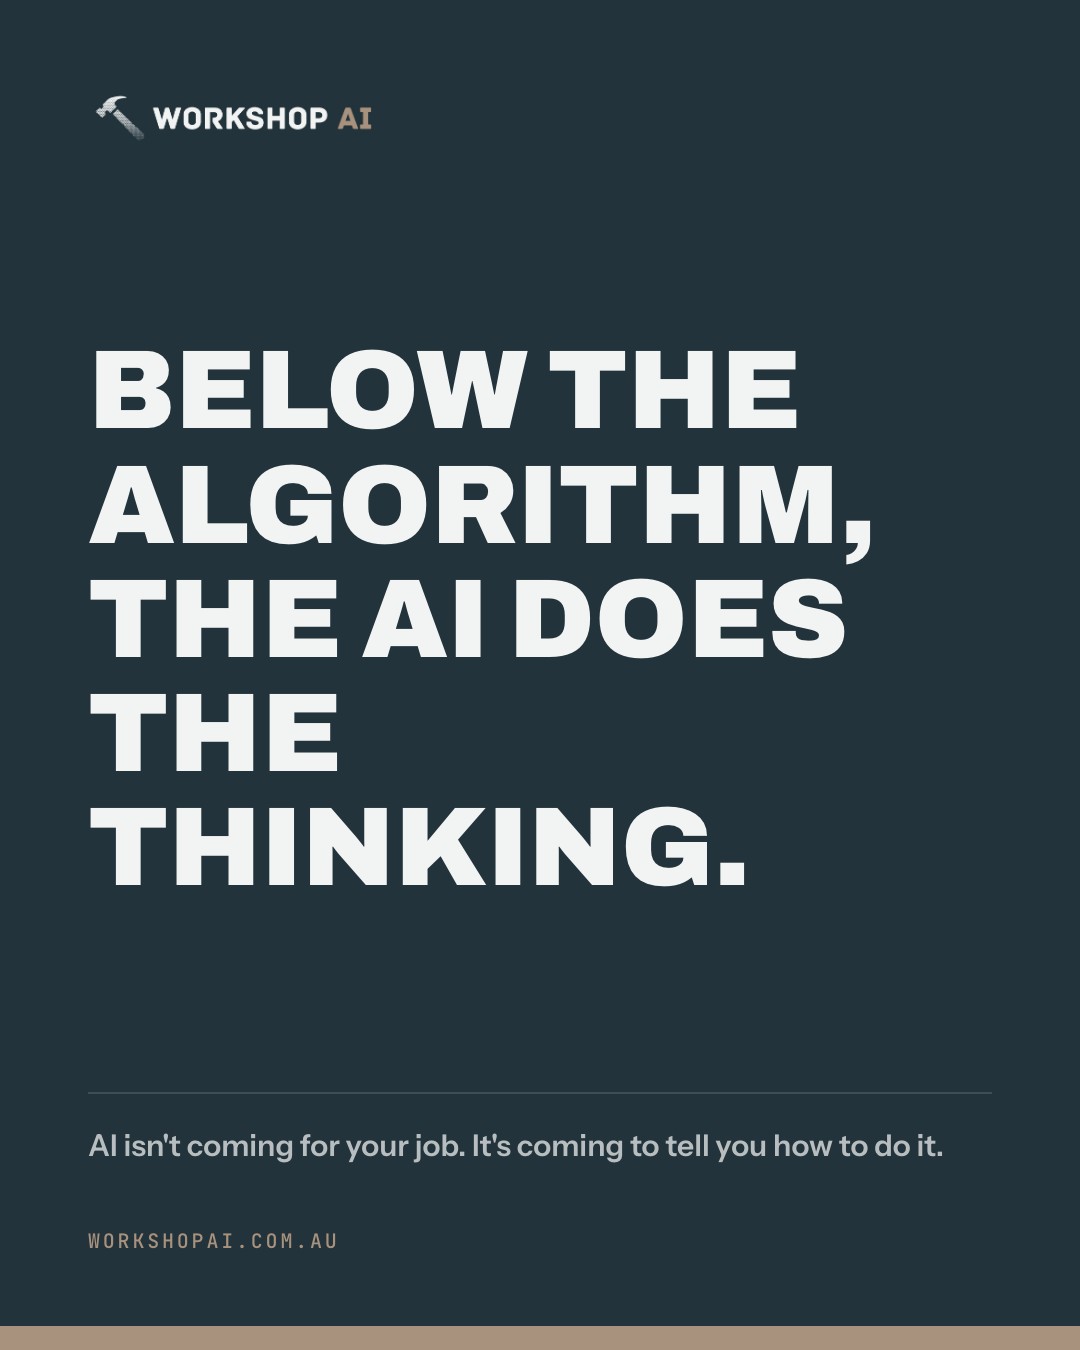 WORKSHOP AI
BELOW THE
ALGORITHM,
THE AI DOES
THE
THINKING.
AI isn't coming for your job. It's coming to tell you how to do it.
WORKSHOPAI.COM.AU